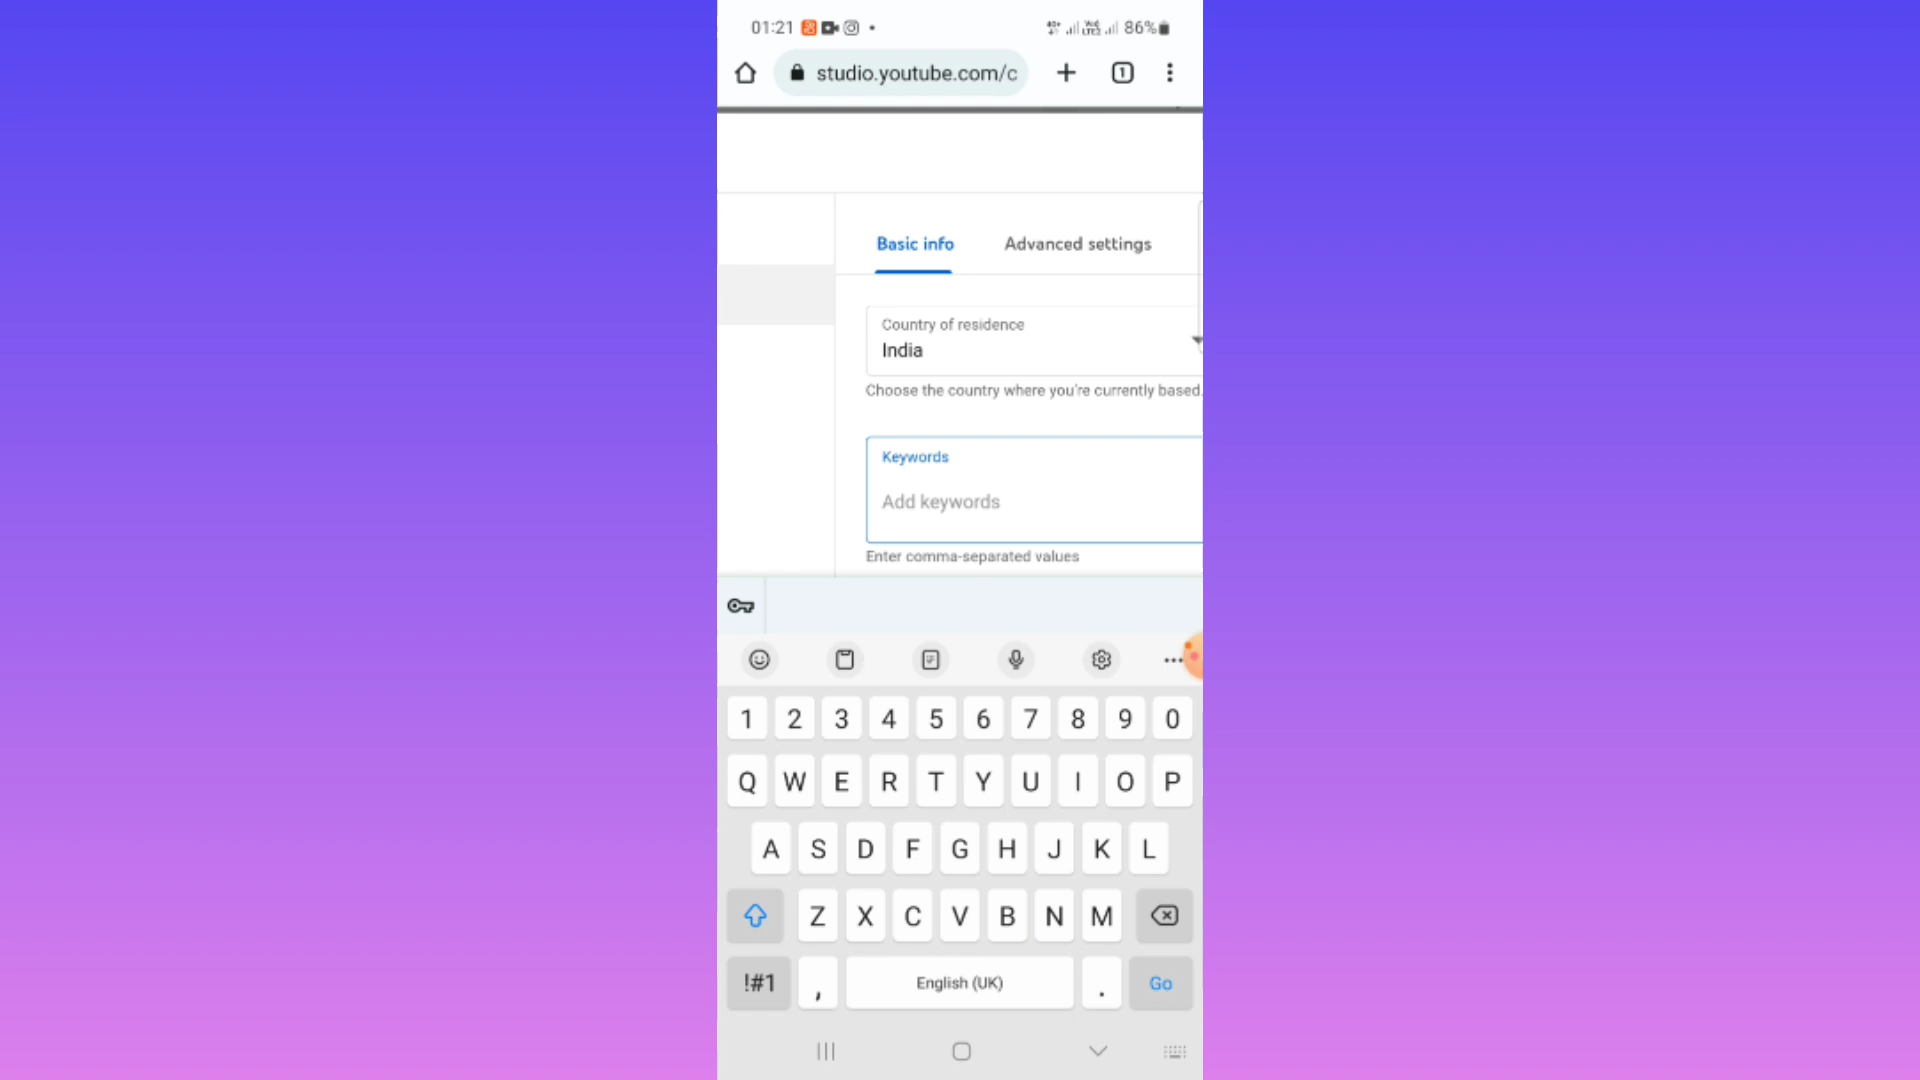 01:21 86%
studio.youtube.com/c 1
Basic info Advanced settings
Country of residence
India
Choose the country where you're currently based.
Keywords
Add keywords
Enter comma-separated values
1 2 3 4 5 6 7 8 9 0
Q W E R T Y U I O P
A S D F G H J K L
Z X C V B N M
!#1 , English (UK) . Go